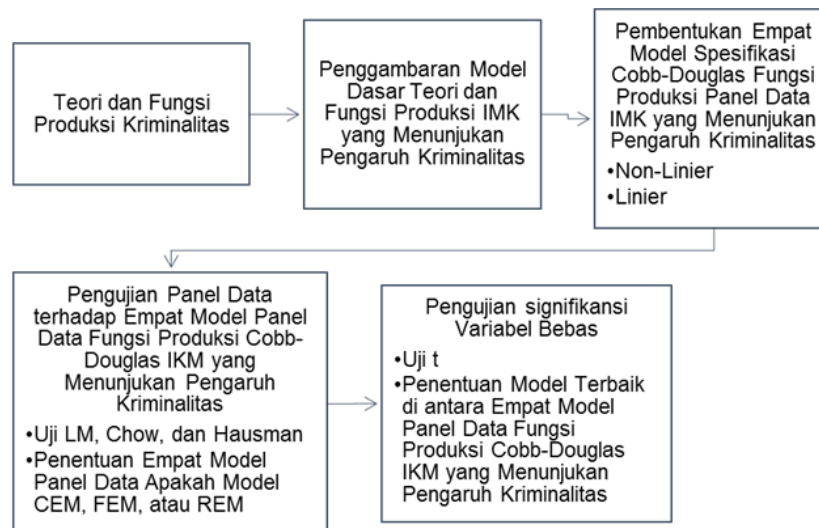 Teori dan Fungsi
Produksi Kriminalitas
Penggambaran Model
Dasar Teori dan
Fungsi Produksi IMK
yang Menunjukan
Pengaruh Kriminalitas
Pembentukan Empat
Model Spesifikasi
Cobb-Douglas Fungsi
Produksi Panel Data
IMK yang Menunjukan
Pengaruh Kriminalitas
•Non-Linier
•Linier
Pengujian Panel Data
terhadap Empat Model Panel
Data Fungsi Produksi Cobb-
Douglas IKM yang
Menunjukan Pengaruh
Kriminalitas
•Uji LM, Chow, dan Hausman
•Penentuan Empat Model
Panel Data Apakah Model
CEM, FEM, atau REM
Pengujian signifikansi
Variabel Bebas
•Uji t
•Penentuan Model Terbaik
di antara Empat Model
Panel Data Fungsi
Produksi Cobb-Douglas
IKM yang Menunjukan
Pengaruh Kriminalitas